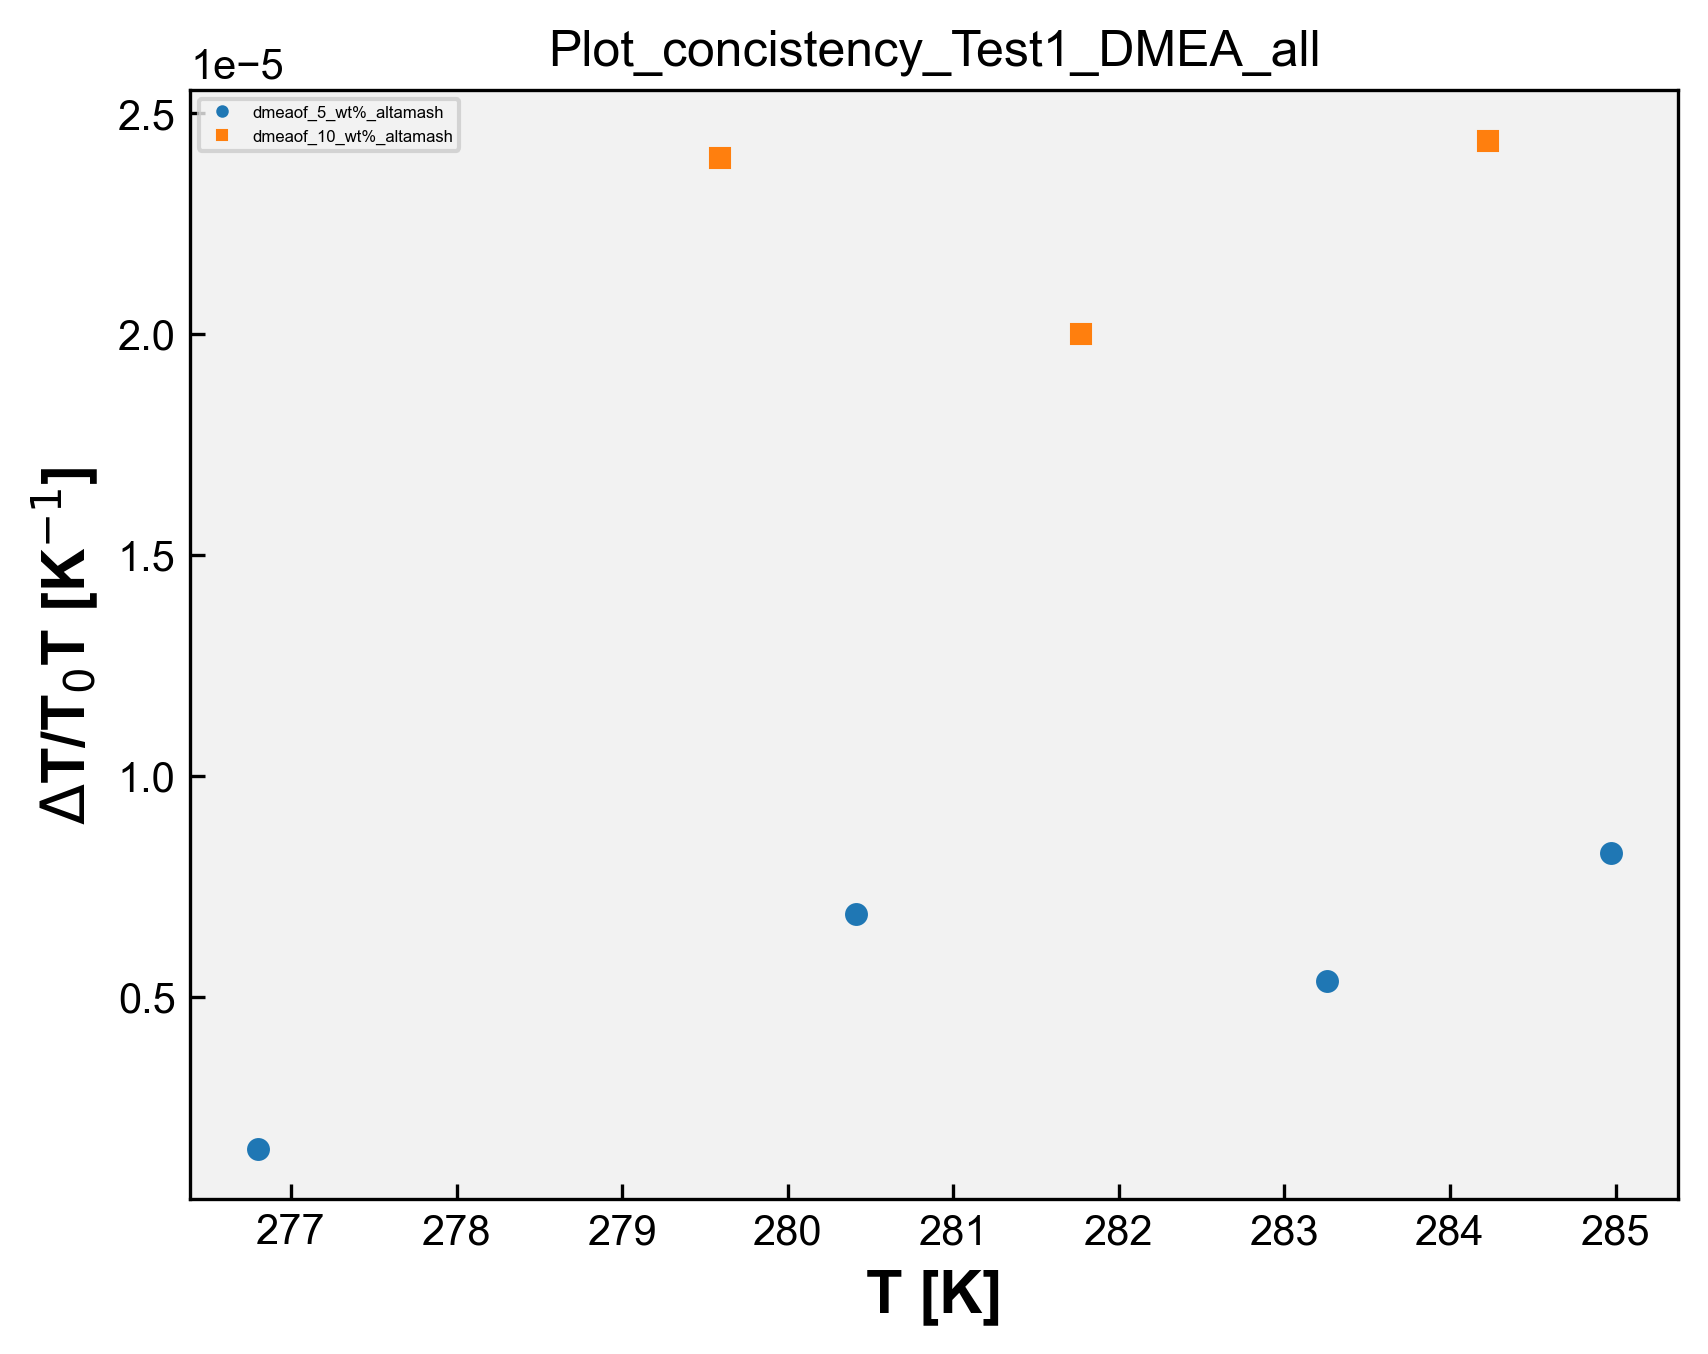 Plot_concistency_Test1_DMEA_all
1e−5
dmeaof_5_wt%_altamash
dmeaof_10_wt%_altamash
2.5
2.0
1.5
1.0
0.5
ΔT/T₀T [K⁻¹]
277 278 279 280 281 282 283 284 285
T [K]